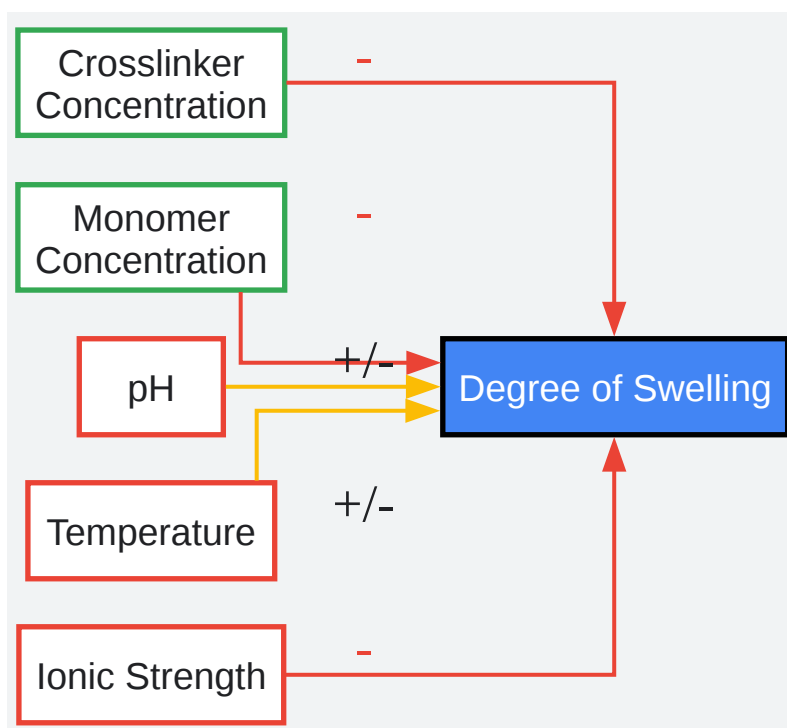 Crosslinker
Concentration
-
Monomer
Concentration
-
pH
+/-
Degree of Swelling
Temperature
+/-
Ionic Strength
-